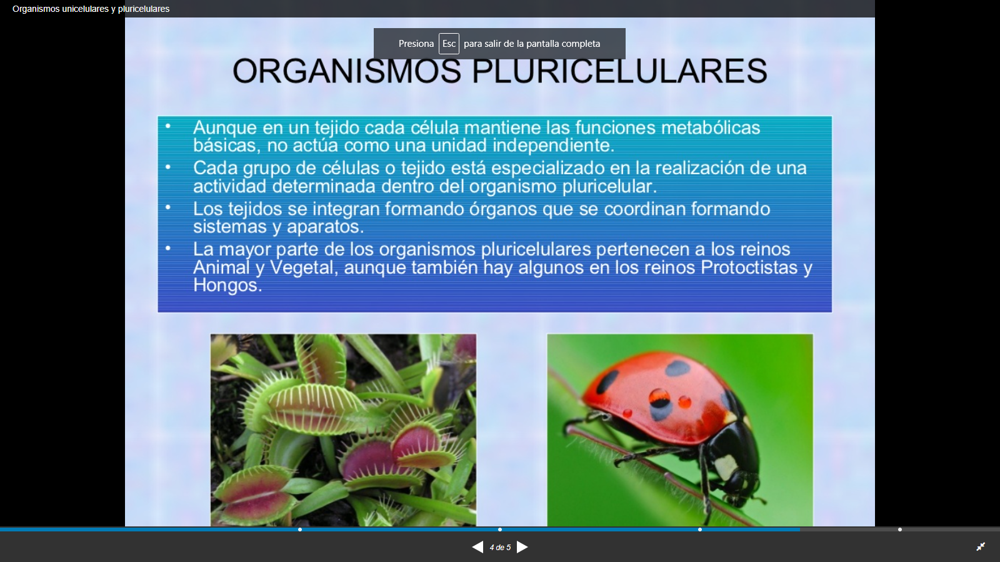 Organismos unicelulares y pluricelulares
Presiona Esc para salir de la pantalla completa
ORGANISMOS PLURICELULARES
• Aunque en un tejido cada célula mantiene las funciones metabólicas
básicas, no actúa como una unidad independiente.
• Cada grupo de células o tejido está especializado en la realización de una
actividad determinada dentro del organismo pluricelular.
• Los tejidos se integran formando órganos que se coordinan formando
sistemas y aparatos.
• La mayor parte de los organismos pluricelulares pertenecen a los reinos
Animal y Vegetal, aunque también hay algunos en los reinos Protoctistas y
Hongos.
4 de 5